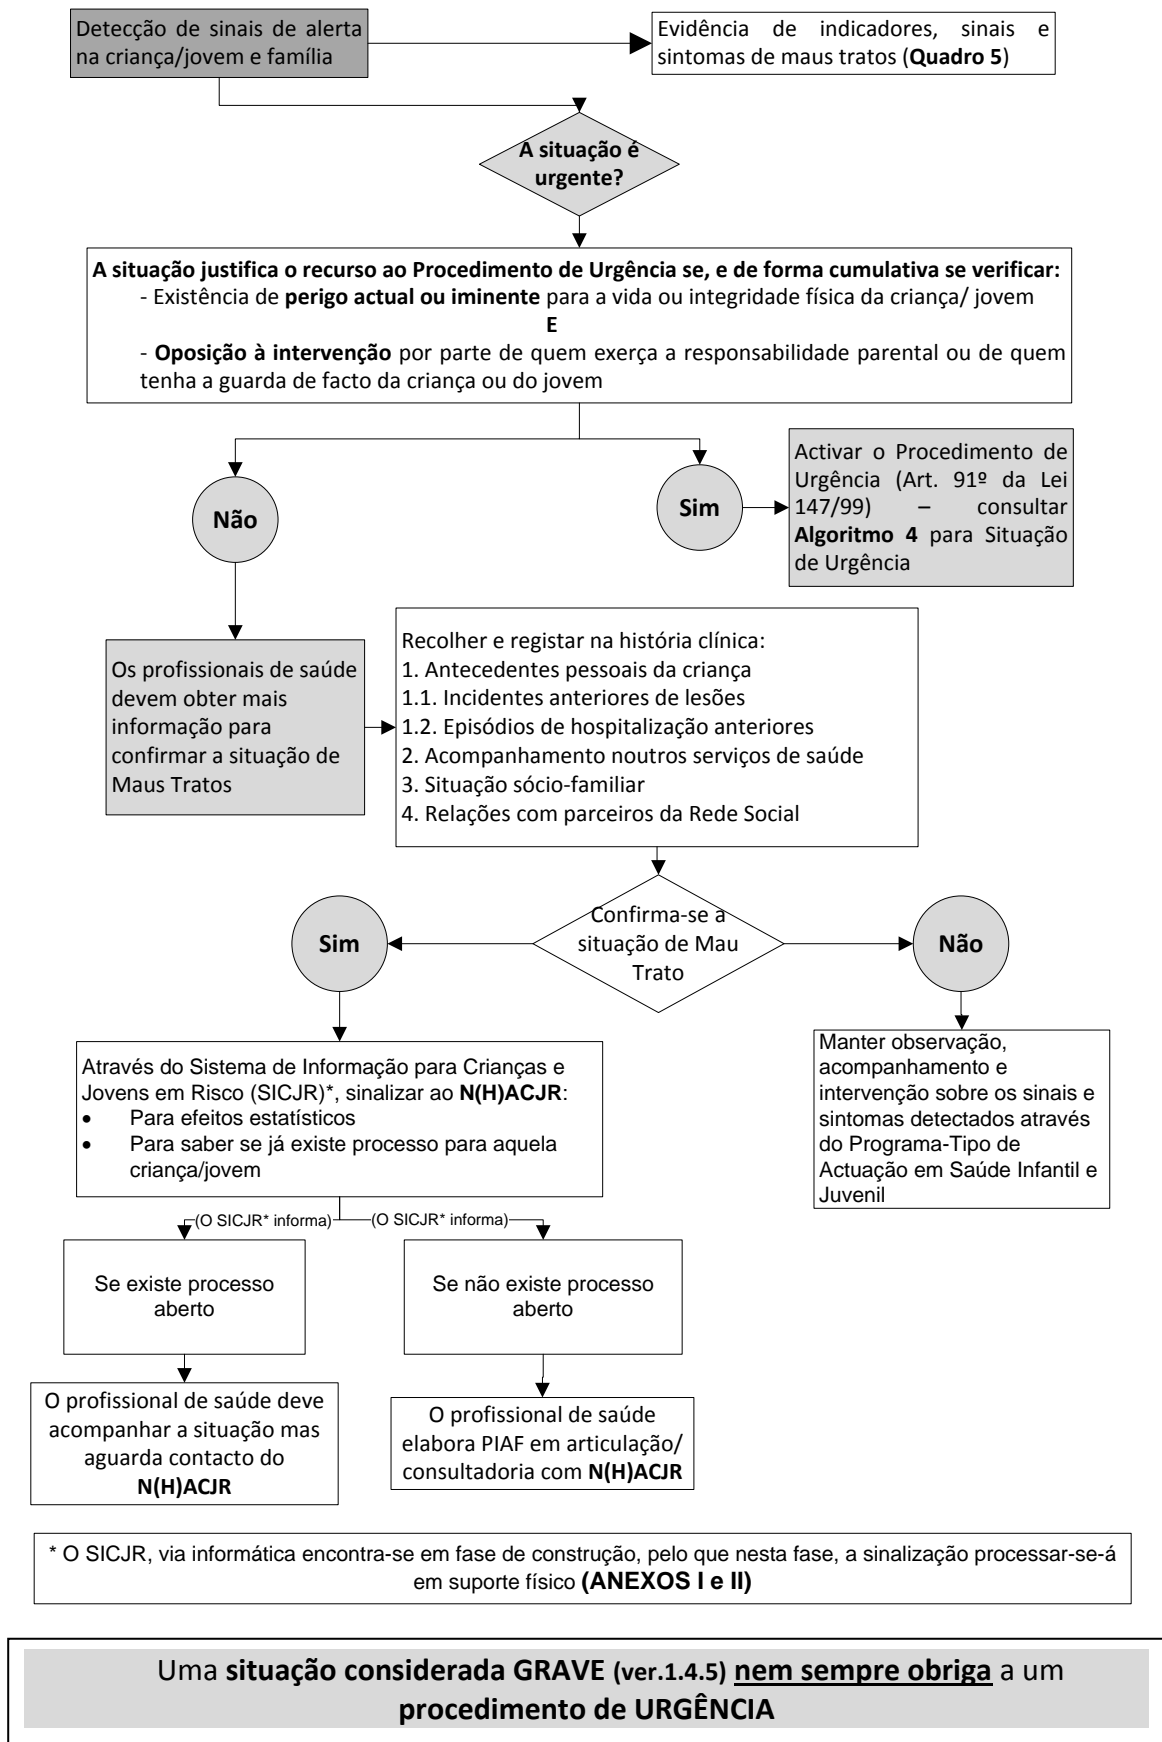 Detecção de sinais de alerta
na criança/jovem e família
Evidência de indicadores, sinais e
sintomas de maus tratos (Quadro 5)
A situação é
urgente?
A situação justifica o recurso ao Procedimento de Urgência se, e de forma cumulativa se verificar:
- Existência de perigo actual ou iminente para a vida ou integridade física da criança/ jovem
E
- Oposição à intervenção por parte de quem exerça a responsabilidade parental ou de quem
tenha a guarda de facto da criança ou do jovem
Não
Sim
Activar o Procedimento de
Urgência (Art. 91º da Lei
147/99) – consultar
Algoritmo 4 para Situação
de Urgência
Os profissionais de saúde
devem obter mais
informação para
confirmar a situação de
Maus Tratos
Recolher e registar na história clínica:
1. Antecedentes pessoais da criança
1.1. Incidentes anteriores de lesões
1.2. Episódios de hospitalização anteriores
2. Acompanhamento noutros serviços de saúde
3. Situação sócio-familiar
4. Relações com parceiros da Rede Social
Confirma-se a
situação de Mau
Trato
Sim
Não
Através do Sistema de Informação para Crianças e
Jovens em Risco (SICJR)*, sinalizar ao N(H)ACJR:
• Para efeitos estatísticos
• Para saber se já existe processo para aquela
criança/jovem
Manter observação,
acompanhamento e
intervenção sobre os sinais e
sintomas detectados através
do Programa-Tipo de
Actuação em Saúde Infantil e
Juvenil
(O SICJR* informa)
(O SICJR* informa)
Se existe processo
aberto
Se não existe processo
aberto
O profissional de saúde deve
acompanhar a situação mas
aguarda contacto do
N(H)ACJR
O profissional de saúde
elabora PIAF em articulação/
consultadoria com N(H)ACJR
* O SICJR, via informática encontra-se em fase de construção, pelo que nesta fase, a sinalização processar-se-á
em suporte físico (ANEXOS I e II)
Uma situação considerada GRAVE (ver.1.4.5) nem sempre obriga a um
procedimento de URGÊNCIA